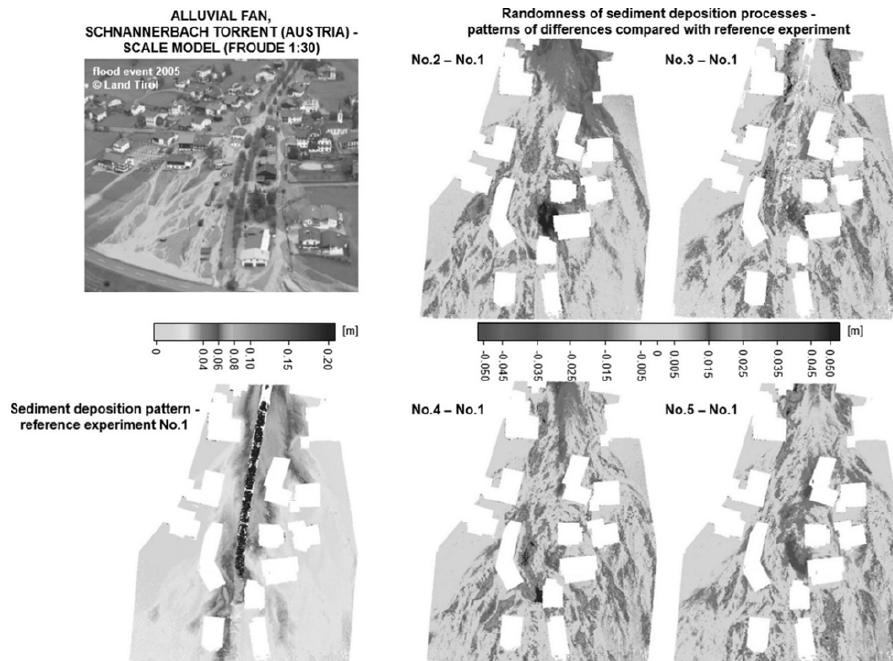 ALLUVIAL FAN,
SCHNANNERBACH TORRENT (AUSTRIA) -
SCALE MODEL (FROUDE 1:30)
flood event 2005
© Land Tirol
Randomness of sediment deposition processes -
patterns of differences compared with reference experiment
No.2 – No.1
No.3 – No.1
[m]
0
0.04
0.06
0.08
0.10
0.15
0.20
[m]
-0.050
-0.045
-0.035
-0.025
-0.015
-0.005
0
0.005
0.015
0.025
0.035
0.045
0.050
Sediment deposition pattern -
reference experiment No.1
No.4 – No.1
No.5 – No.1